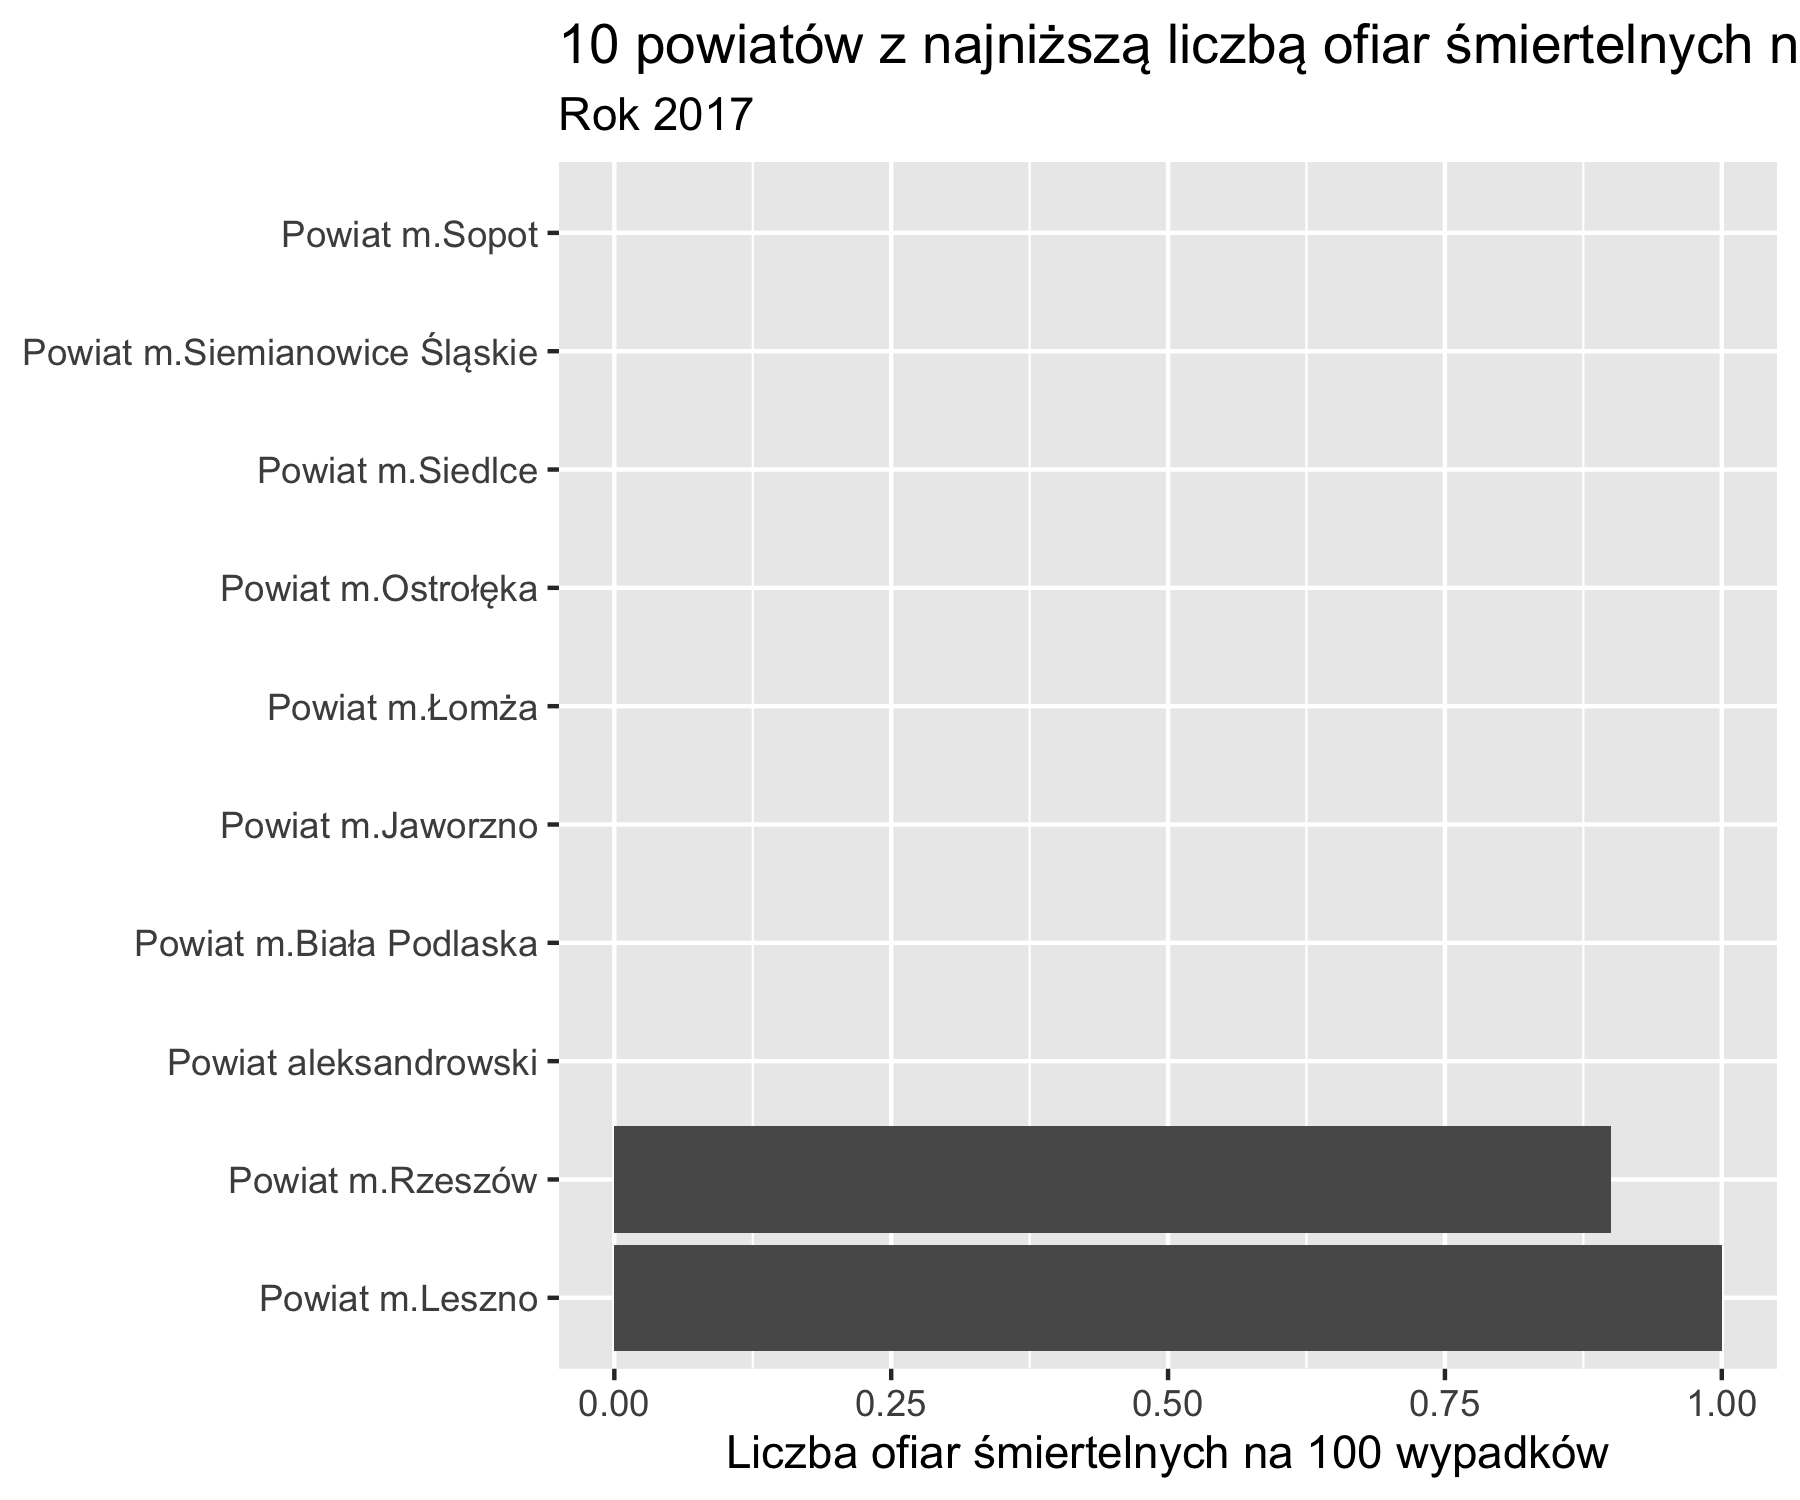 10 powiatów z najniższą liczbą ofiar śmiertelnych n
Rok 2017
Powiat m.Sopot
Powiat m.Siemianowice Śląskie
Powiat m.Siedlce
Powiat m.Ostrołęka
Powiat m.Łomża
Powiat m.Jaworzno
Powiat m.Biała Podlaska
Powiat aleksandrowski
Powiat m.Rzeszów
Powiat m.Leszno
0.00 0.25 0.50 0.75 1.00
Liczba ofiar śmiertelnych na 100 wypadków